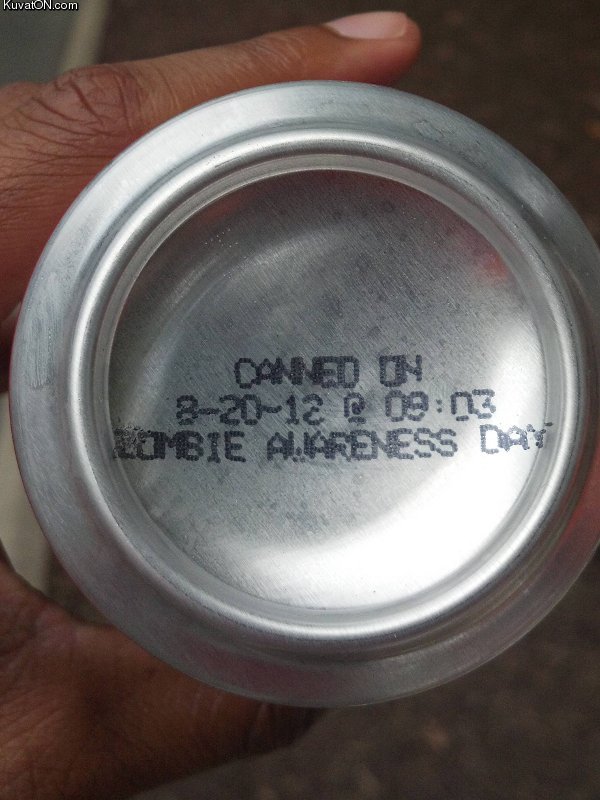 KuvatON.com
CANNED ON
8-20-12 @ 09:03
ZOMBIE AWARENESS DAY